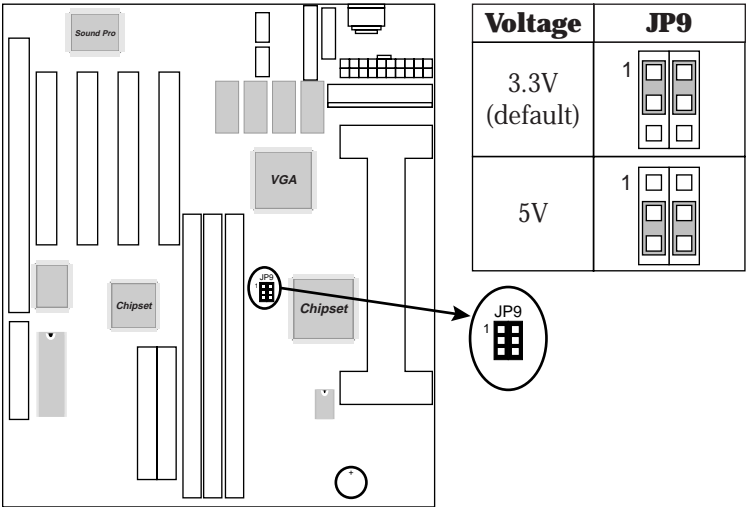 Sound Pro
VGA
Chipset
JP9
1
Chipset
+
JP9
1
Voltage JP9
3.3V
(default)
1
5V
1